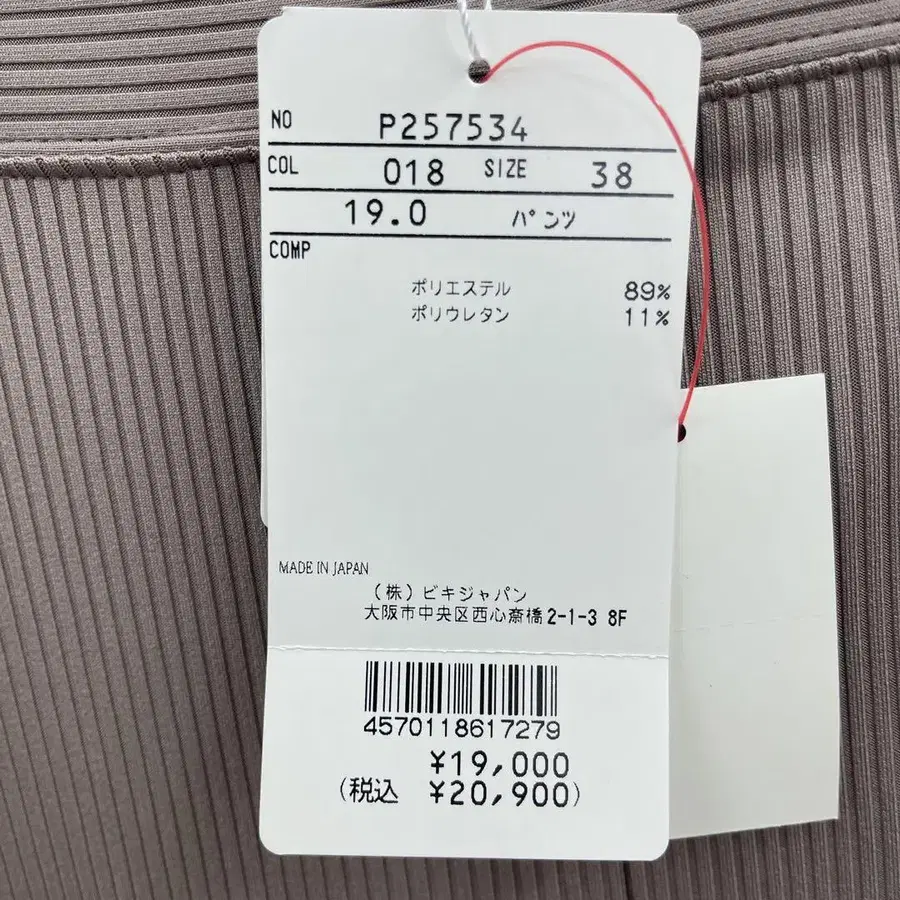 NO P257534
COL 018 SIZE 38
19.0 パンツ
COMP
ポリエステル 89%
ポリウレタン 11%
MADE IN JAPAN
(株)ビキジャパン
大阪市中央区西心斎橋2-1-3 8F
4570118617279
¥19,000
(税込 ¥20,900)